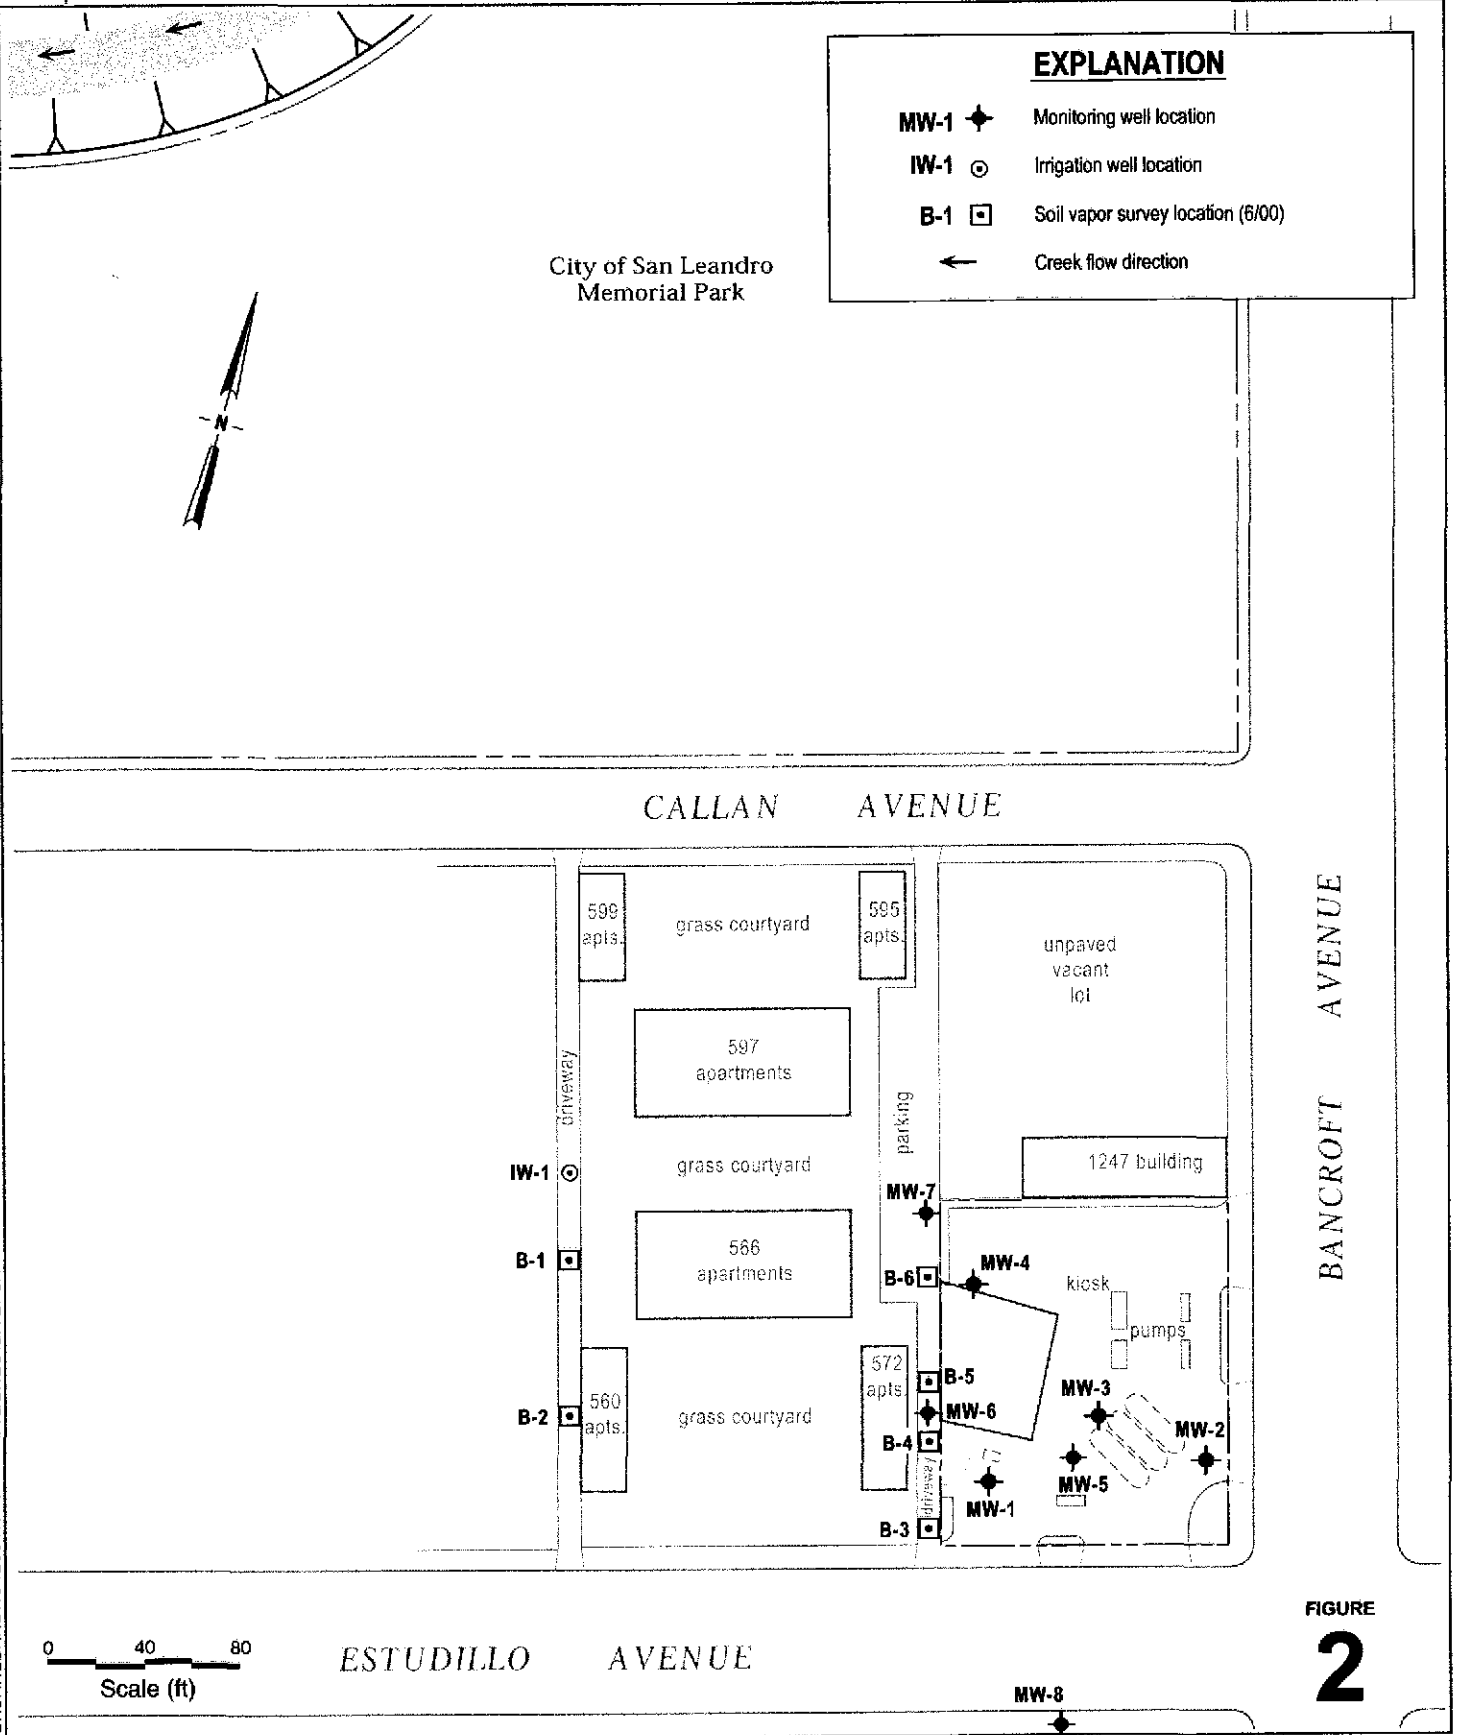 EXPLANATION
MW-1 Monitoring well location
IW-1 Irrigation well location
B-1 Soil vapor survey location (6/00)
Creek flow direction
City of San Leandro
Memorial Park
N
CALLAN AVENUE
BANCROFT AVENUE
599
apts.
grass courtyard
595
apts.
unpaved
vacant
lot
597
apartments
driveway
parking
IW-1
grass courtyard
1247 building
MW-7
B-1
566
apartments
B-6
MW-4
kiosk
pumps
572
apts.
B-5
MW-3
B-2
560
apts.
grass courtyard
MW-6
B-4
MW-2
driveway
MW-5
MW-1
B-3
FIGURE
2
0 40 80
Scale (ft)
ESTUDILLO AVENUE
MW-8